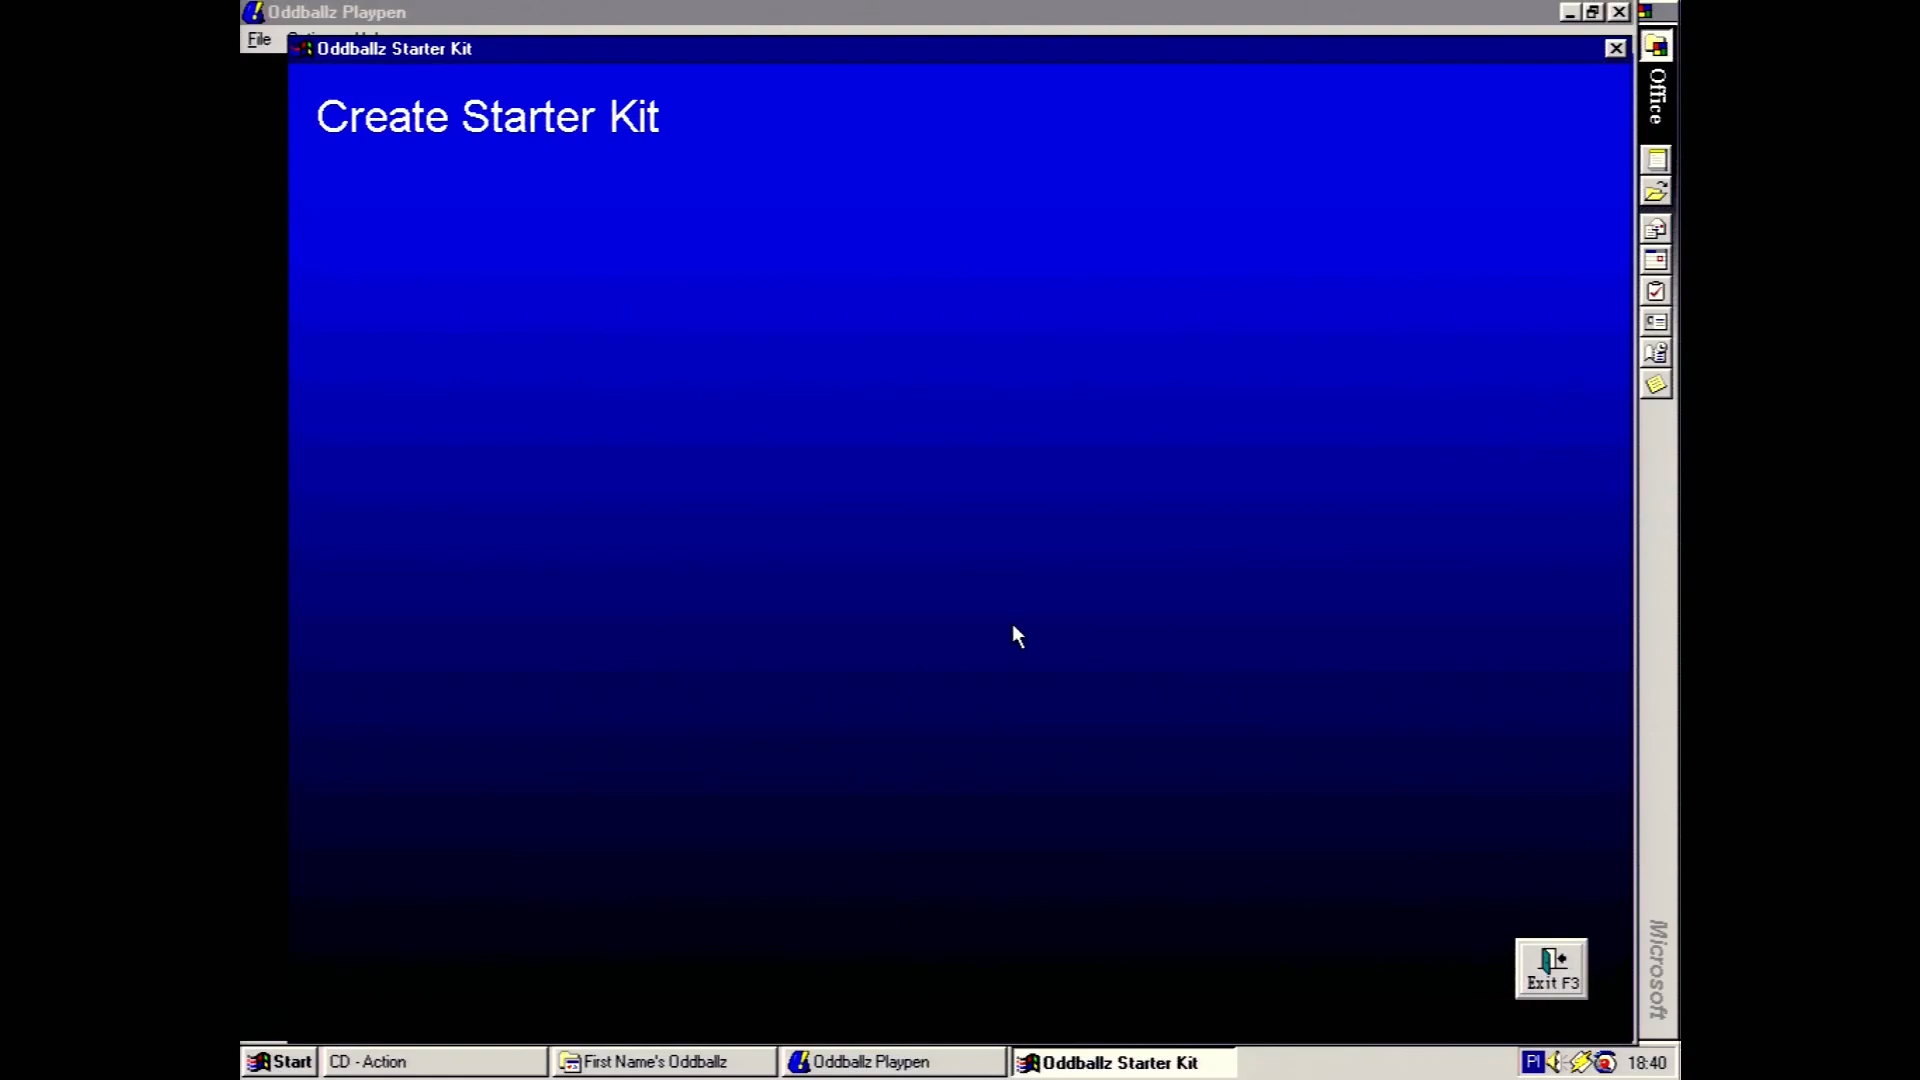 Oddballz Playpen
File
Oddballz Starter Kit
Create Starter Kit
Office
Microsoft
Exit F3
Start
CD - Action
First Name's Oddballz
Oddballz Playpen
Oddballz Starter Kit
Pl
18:40